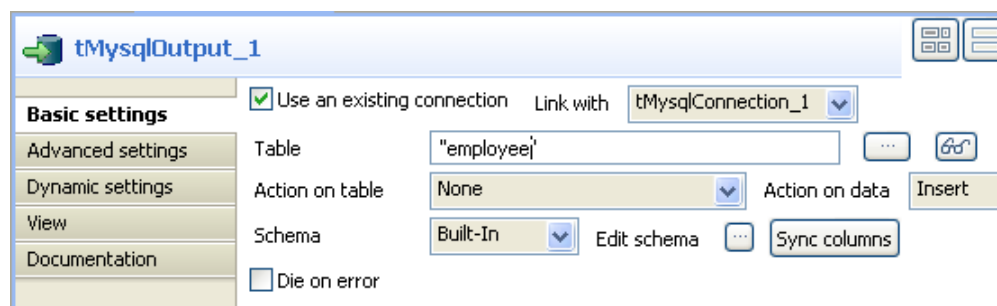 tMysqlOutput_1
Basic settings
Advanced settings
Dynamic settings
View
Documentation
Use an existing connection Link with tMysqlConnection_1
Table "employee" ...
Action on table None Action on data Insert
Schema Built-In Edit schema ... Sync columns
Die on error